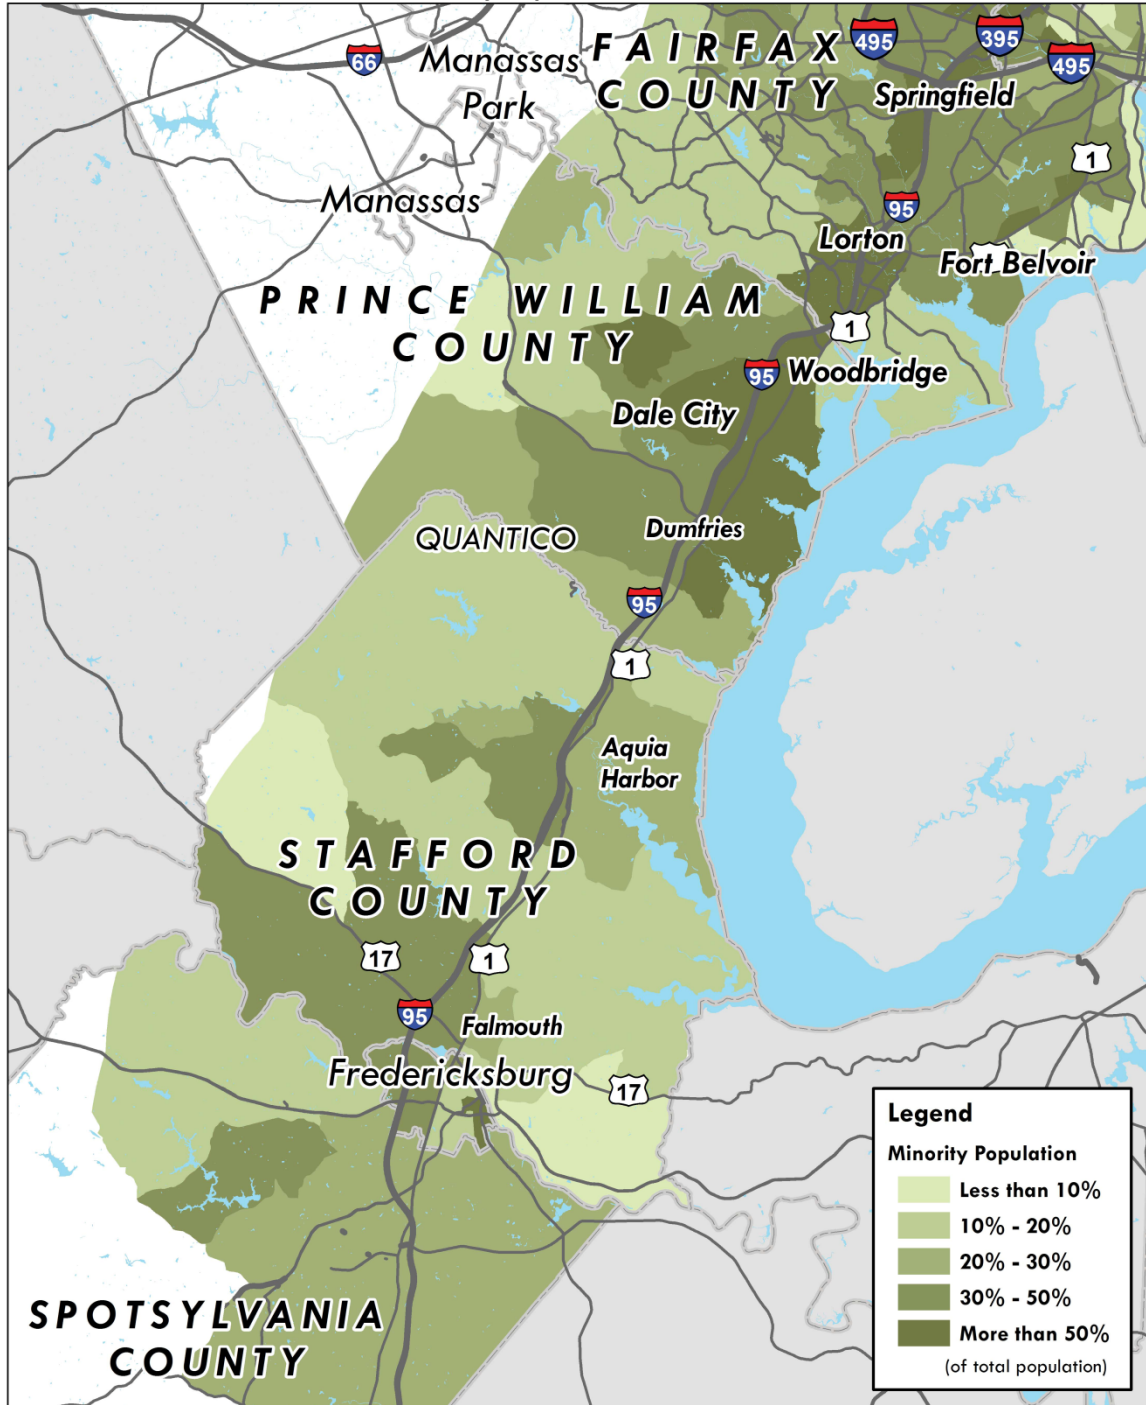 66
Manassas
Park
FAIRFAX
COUNTY
495
395
495
Springfield
1
Manassas
95
Lorton
Fort Belvoir
PRINCE WILLIAM
COUNTY
1
95
Woodbridge
Dale City
QUANTICO
Dumfries
95
1
Aquia
Harbor
STAFFORD
COUNTY
17
1
95
Falmouth
Fredericksburg
17
SPOTSYLVANIA
COUNTY
Legend
Minority Population
Less than 10%
10% - 20%
20% - 30%
30% - 50%
More than 50%
(of total population)